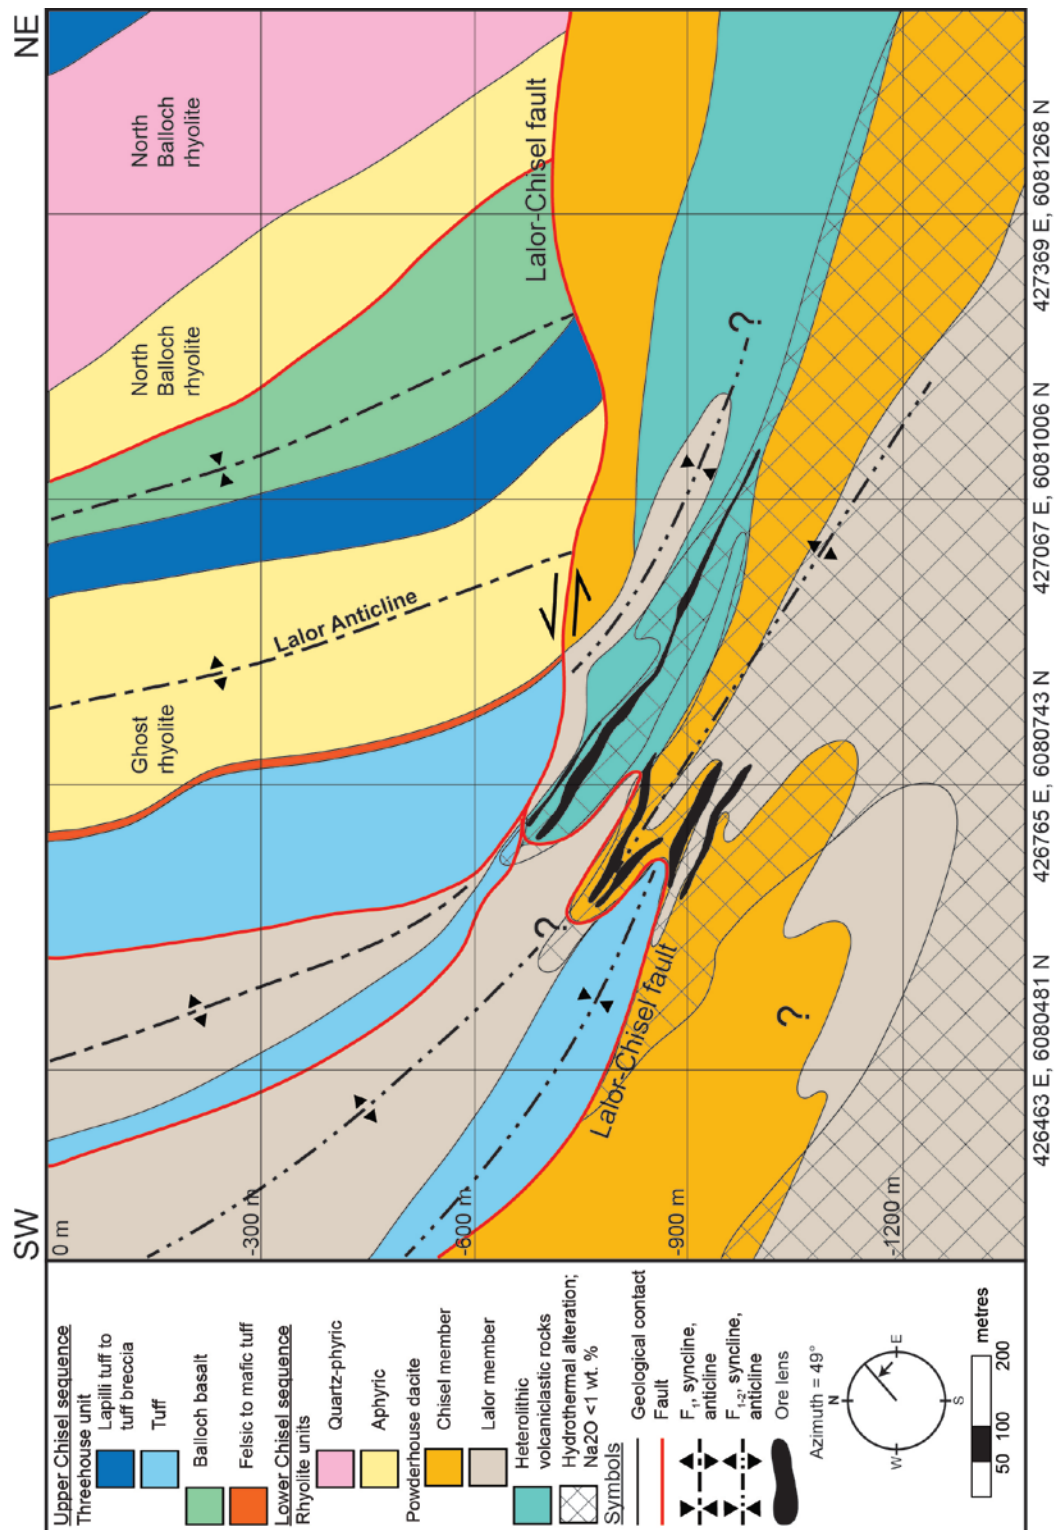 SW
NE
0 m
-300 m
-600 m
-900 m
-1200 m
North
Balloch
rhyolite
North
Balloch
rhyolite
Ghost
rhyolite
Lalor Anticline
Lalor-Chisel fault
Lalor-Chisel fault
?
?
?
426463 E, 6080481 N
426765 E, 6080743 N
427067 E, 6081006 N
427369 E, 6081268 N
Upper Chisel sequence
Threehouse unit
Lapilli tuff to
tuff breccia
Tuff
Balloch basalt
Felsic to mafic tuff
Lower Chisel sequence
Rhyolite units
Quartz-phyric
Aphyric
Powderhouse dacite
Chisel member
Lalor member
Heterolithic
volcaniclastic rocks
Hydrothermal alteration;
Na2O <1 wt. %
Symbols
Geological contact
Fault
F1, syncline,
anticline
F1-2, syncline,
anticline
Ore lens
Azimuth = 49°
N
E
S
W
50 100 200
metres